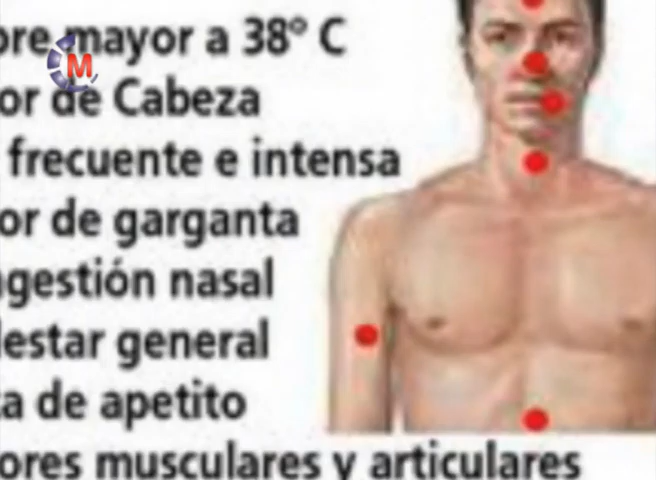 bre mayor a 38° C
M
or de Cabeza
frecuente e intensa
or de garganta
gestión nasal
lestar general
a de apetito
ores musculares y articulares